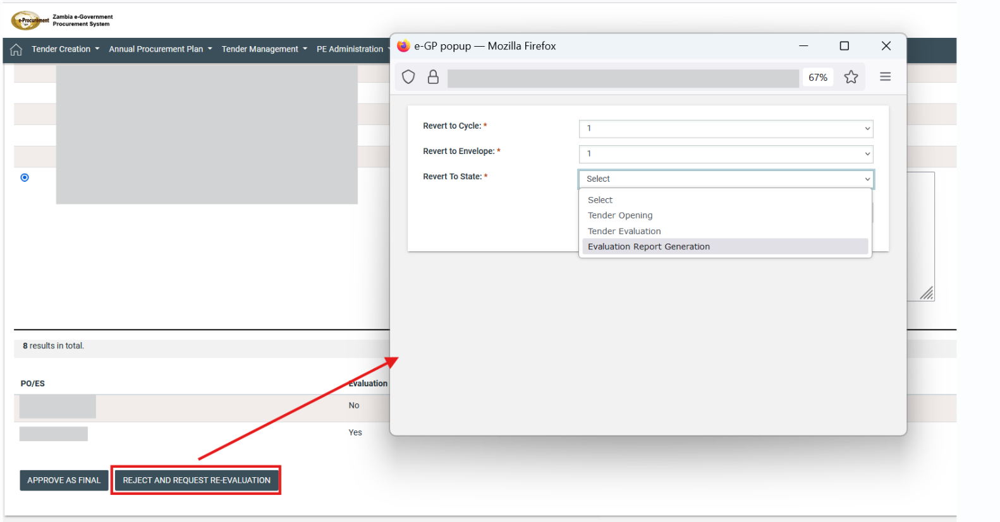 e-Procurement
Zambia e-Government
Procurement System
Tender Creation
Annual Procurement Plan
Tender Management
PE Administration
e-GP popup — Mozilla Firefox
67%
Revert to Cycle: *
1
Revert to Envelope: *
1
Revert To State: *
Select
Select
Tender Opening
Tender Evaluation
Evaluation Report Generation
8 results in total.
PO/ES
Evaluation
No
Yes
APPROVE AS FINAL
REJECT AND REQUEST RE-EVALUATION